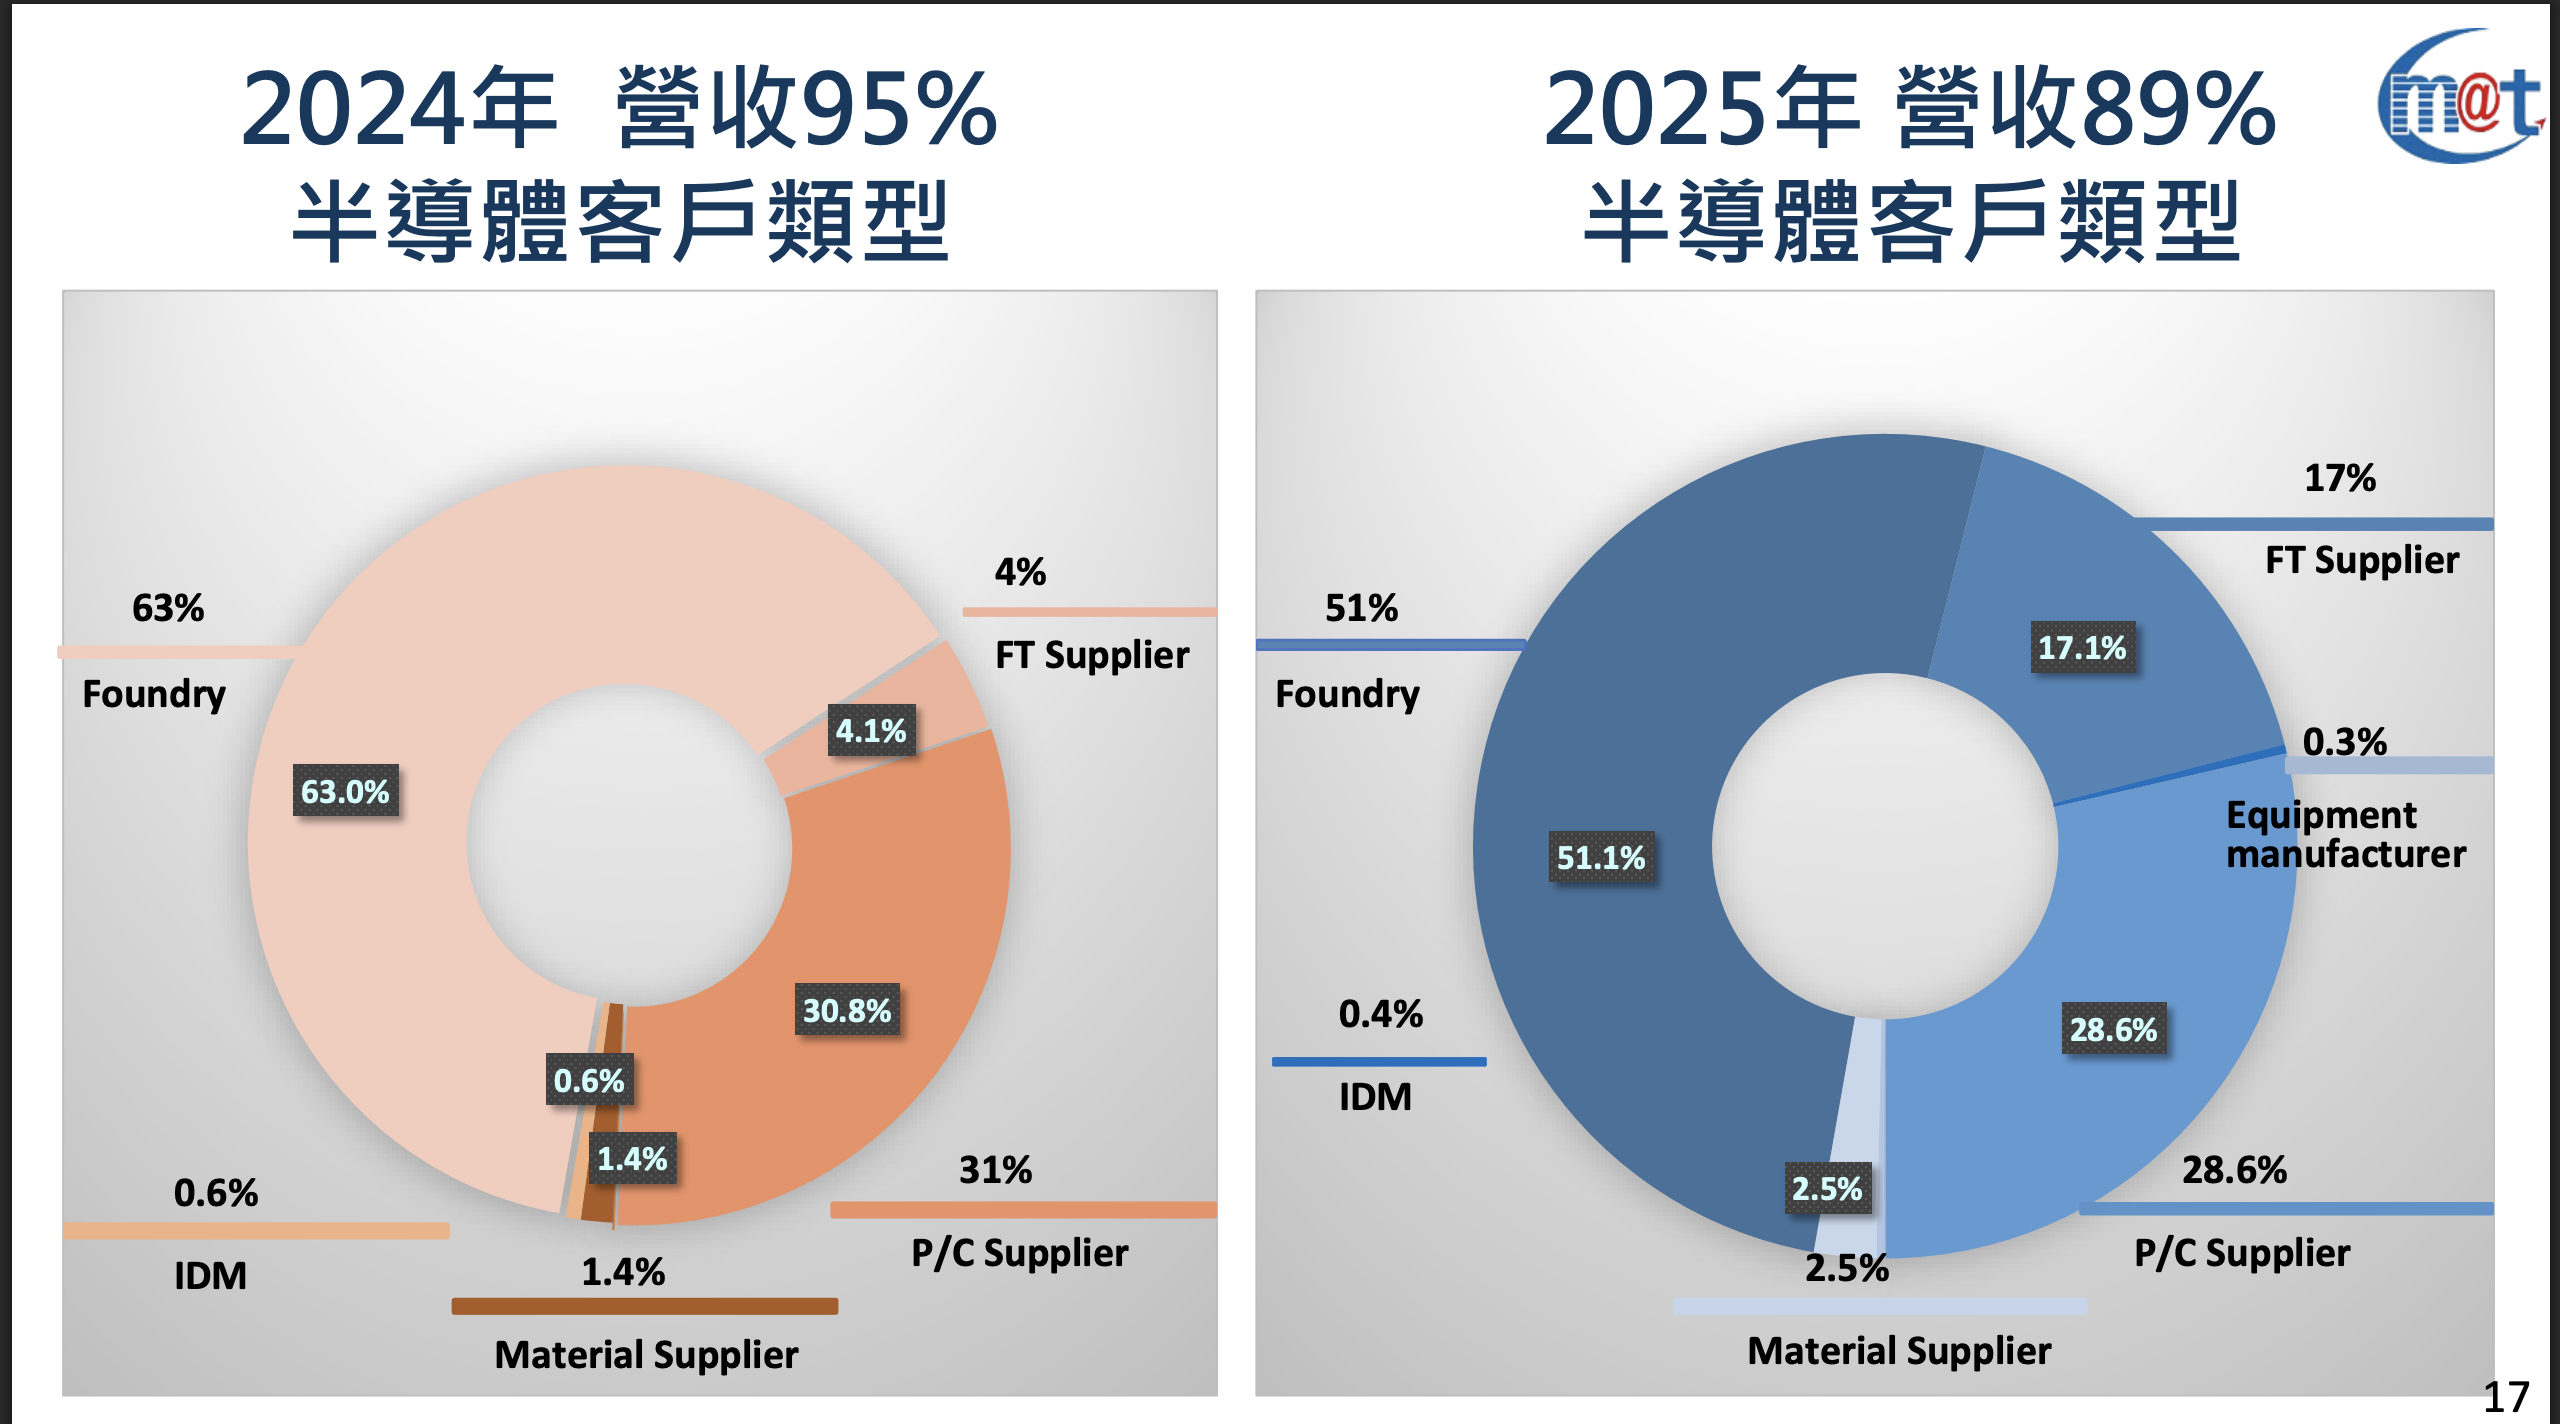 2024年 營收95%
半導體客戶類型
2025年 營收89%
半導體客戶類型
m@t
63%
Foundry
4%
FT Supplier
63.0%
4.1%
30.8%
0.6%
1.4%
0.6%
IDM
1.4%
Material Supplier
31%
P/C Supplier
51%
Foundry
17%
FT Supplier
17.1%
0.3%
Equipment
manufacturer
51.1%
28.6%
0.4%
IDM
2.5%
2.5%
Material Supplier
28.6%
P/C Supplier
17